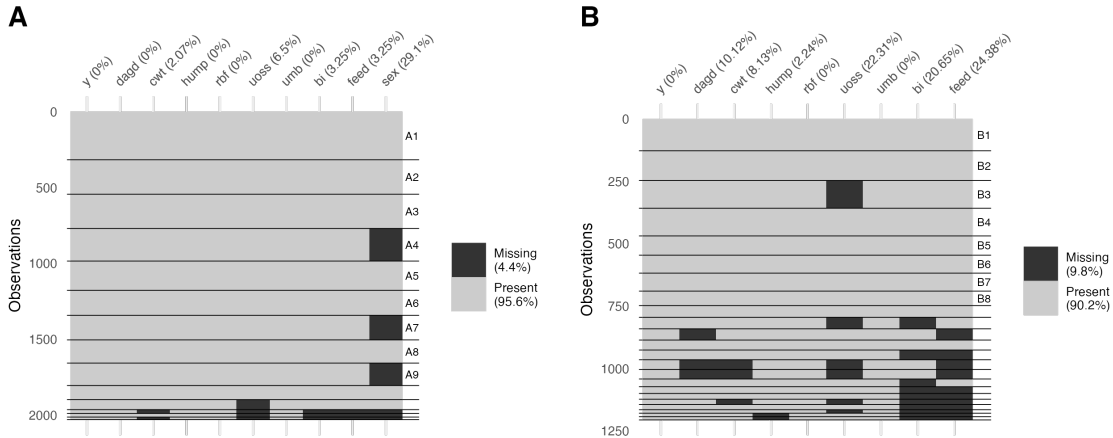 A
y (0%)
dagd (0%)
cwt (2.07%)
hump (0%)
rbf (0%)
uoss (6.5%)
umb (0%)
bi (3.25%)
feed (3.25%)
sex (29.1%)
0
500
1000
1500
2000
Observations
A1
A2
A3
A4
A5
A6
A7
A8
A9
Missing
(4.4%)
Present
(95.6%)
B
y (0%)
dagd (10.12%)
cwt (8.13%)
hump (2.24%)
rbf (0%)
uoss (22.31%)
umb (0%)
bi (20.65%)
feed (24.38%)
0
250
500
750
1000
1250
Observations
B1
B2
B3
B4
B5
B6
B7
B8
Missing
(9.8%)
Present
(90.2%)